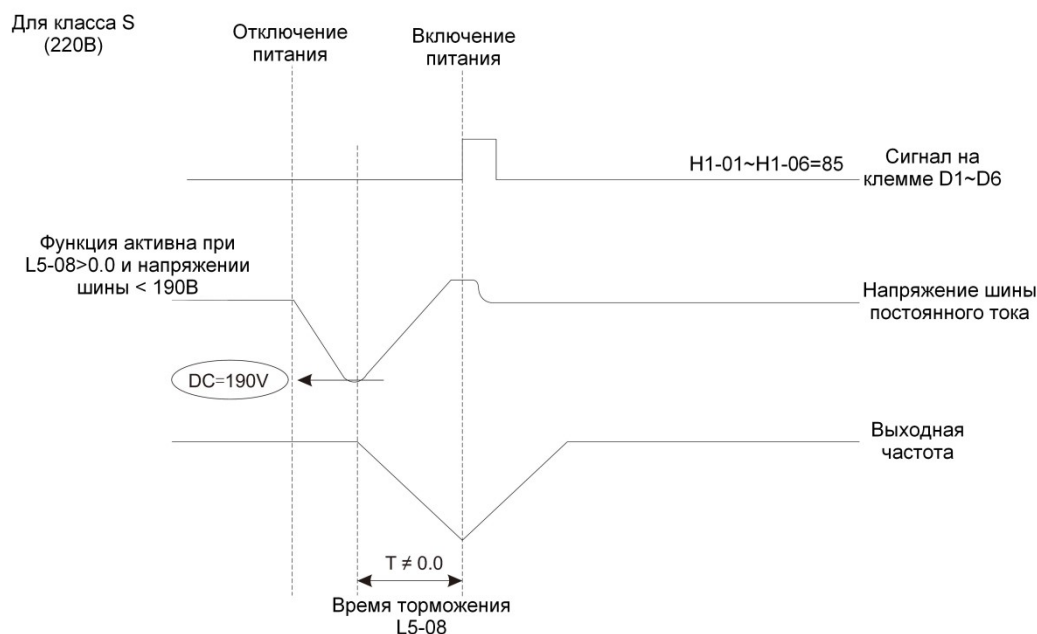 Для класса S
(220В)
Отключение
питания
Включение
питания
H1-01~H1-06=85
Сигнал на
клемме D1~D6
Функция активна при
L5-08>0.0 и напряжении
шины < 190В
Напряжение шины
постоянного тока
DC=190V
Выходная
частота
T ≠ 0.0
Время торможения
L5-08